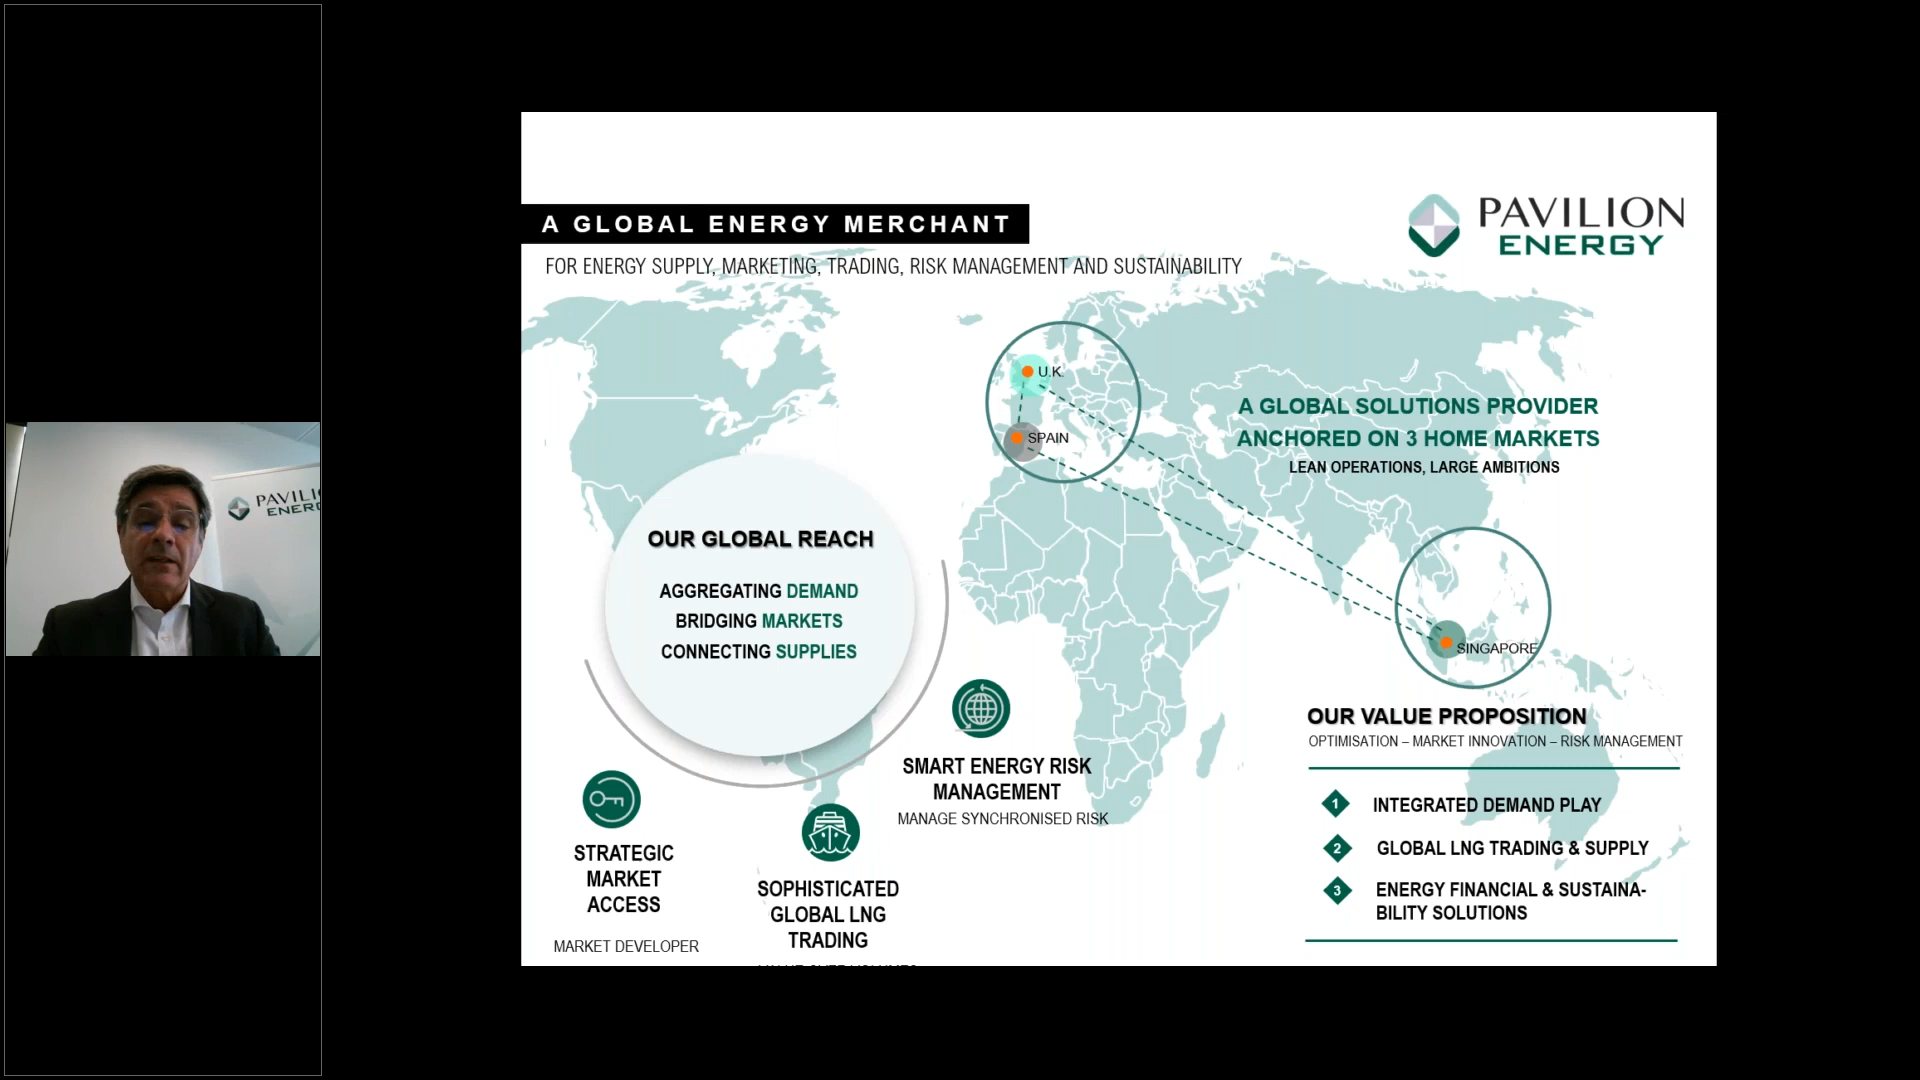 A GLOBAL ENERGY MERCHANT
FOR ENERGY SUPPLY, MARKETING, TRADING, RISK MANAGEMENT AND SUSTAINABILITY
PAVILION
ENERGY
U.K.
SPAIN
SINGAPORE
A GLOBAL SOLUTIONS PROVIDER
ANCHORED ON 3 HOME MARKETS
LEAN OPERATIONS, LARGE AMBITIONS
OUR GLOBAL REACH
AGGREGATING DEMAND
BRIDGING MARKETS
CONNECTING SUPPLIES
STRATEGIC
MARKET
ACCESS
MARKET DEVELOPER
SOPHISTICATED
GLOBAL LNG
TRADING
SMART ENERGY RISK
MANAGEMENT
MANAGE SYNCHRONISED RISK
OUR VALUE PROPOSITION
OPTIMISATION – MARKET INNOVATION – RISK MANAGEMENT
1 INTEGRATED DEMAND PLAY
2 GLOBAL LNG TRADING & SUPPLY
3 ENERGY FINANCIAL & SUSTAINA-
BILITY SOLUTIONS